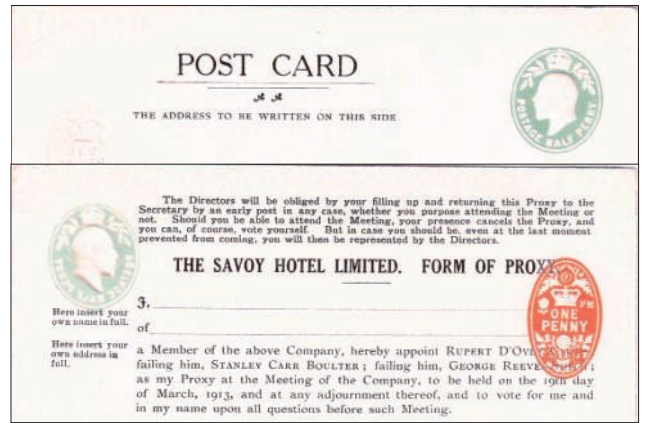 POST CARD
THE ADDRESS TO BE WRITTEN ON THIS SIDE
POSTAGE HALF PENNY
The Directors will be obliged by your filling up and returning this Proxy to the
Secretary by an early post in any case, whether you purpose attending the Meeting or
not. Should you be able to attend the Meeting, your presence cancels the Proxy, and
you can, of course, vote yourself. But in case you should be, even at the last moment
prevented from coming, you will then be represented by the Directors.
THE SAVOY HOTEL LIMITED. FORM OF PROXY
Here insert your
own name in full.
I,
of
Here insert your
own address in
full.
ONE
PENNY
a Member of the above Company, hereby appoint RUPERT
failing him, STANLEY CARR BOULTER; failing him, GEORGE REEVES
as my Proxy at the Meeting of the Company, to be held on the 19th day
of March, 1913, and at any adjournment thereof, and to vote for me and
in my name upon all questions before such Meeting.